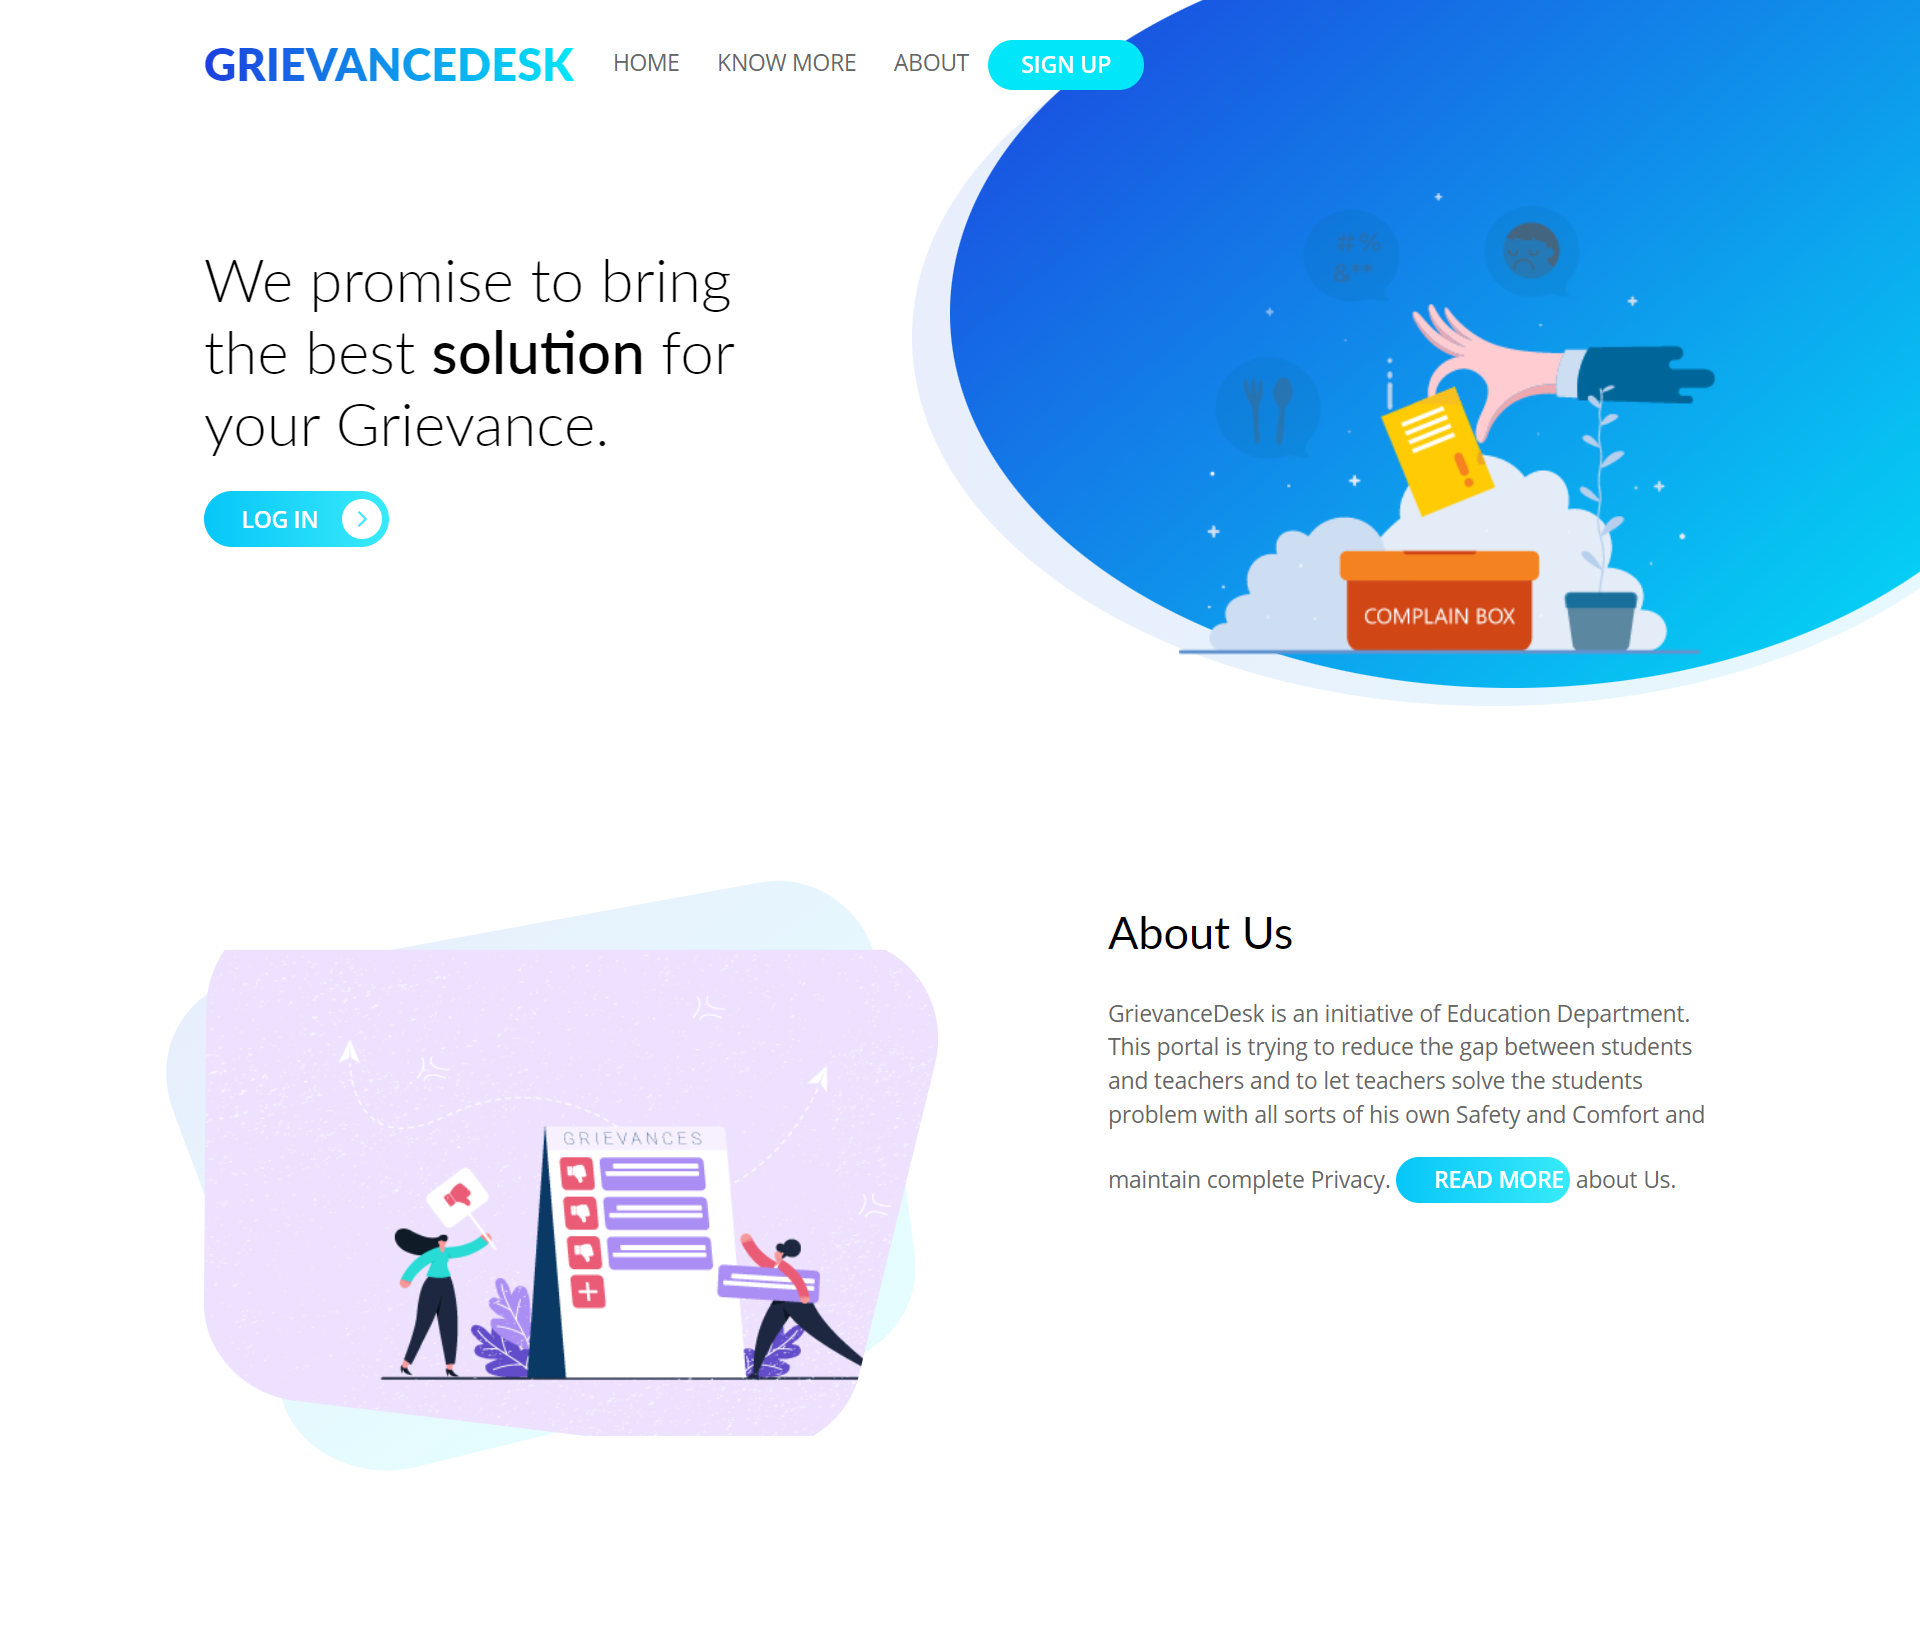 GRIEVANCEDESK HOME KNOW MORE ABOUT SIGN UP
We promise to bring
the best solution for
your Grievance.
LOG IN
#%
&**
COMPLAIN BOX
GRIEVANCES
About Us
GrievanceDesk is an initiative of Education Department.
This portal is trying to reduce the gap between students
and teachers and to let teachers solve the students
problem with all sorts of his own Safety and Comfort and
maintain complete Privacy. READ MORE about Us.